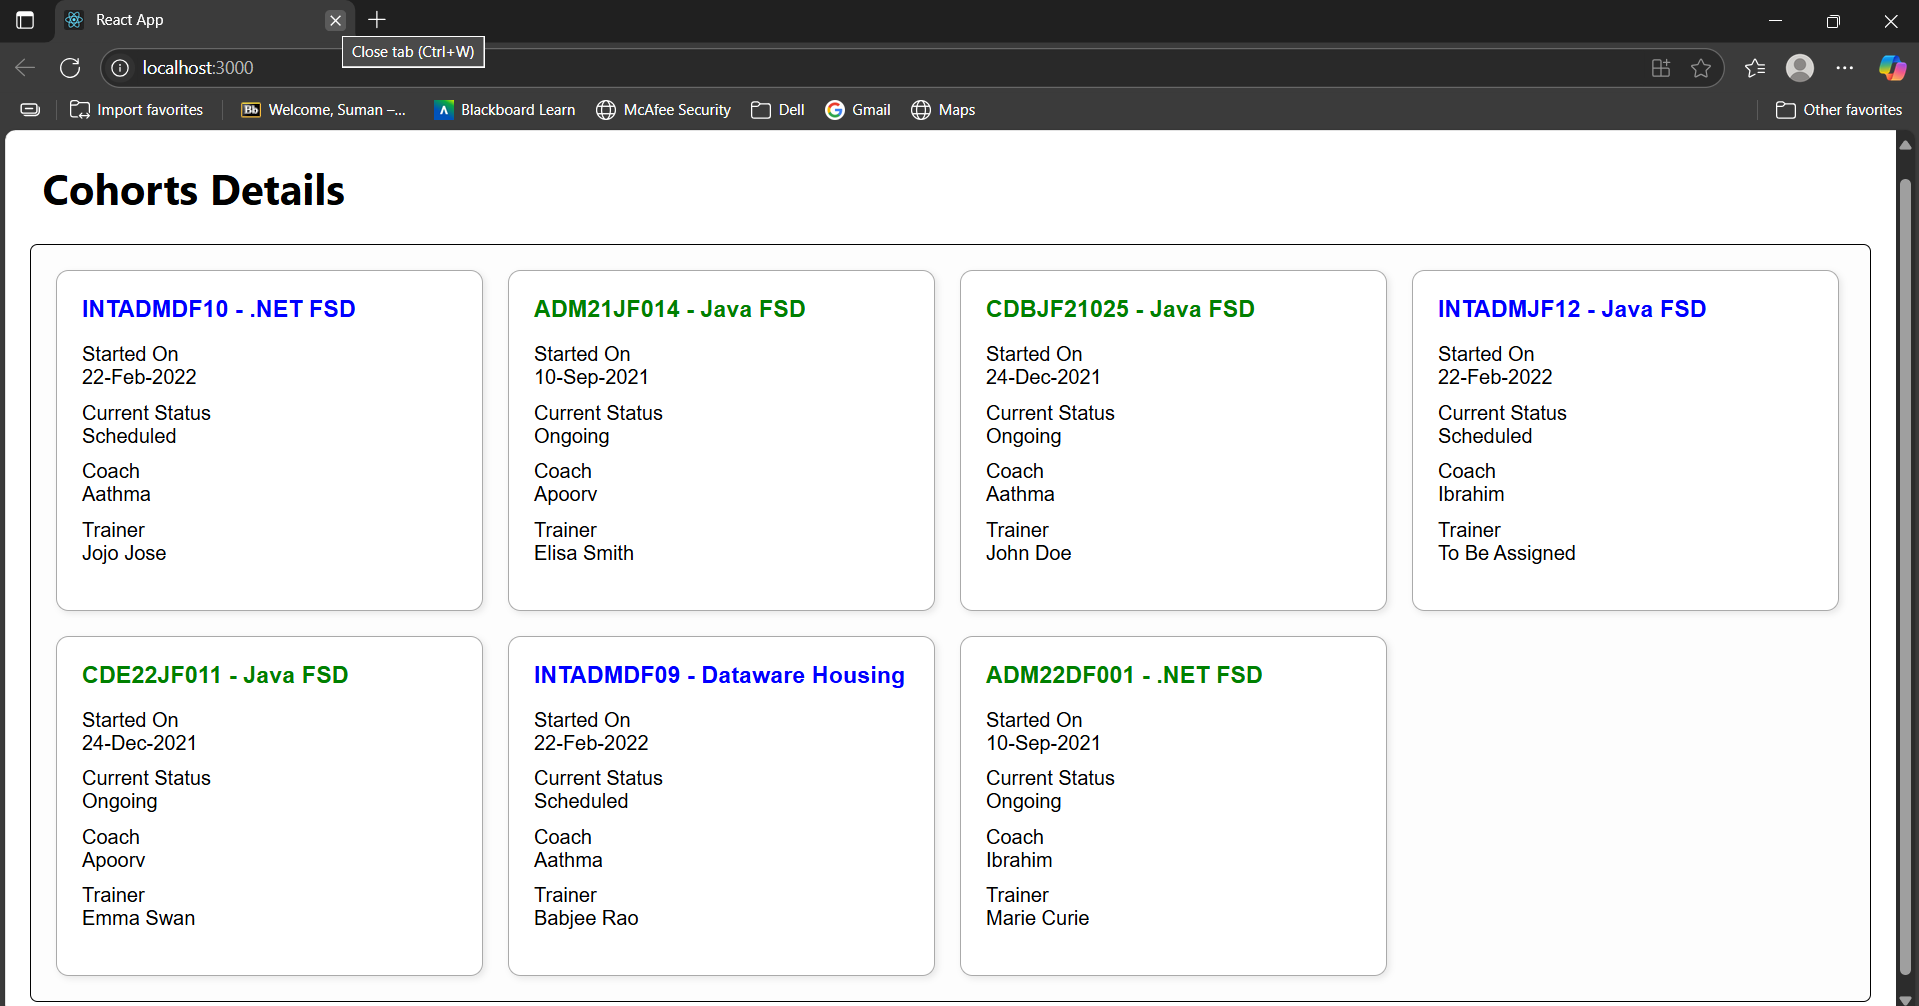 React App
Close tab (Ctrl+W)
localhost:3000
Import favorites
Bb Welcome, Suman –...
Blackboard Learn
McAfee Security
Dell
Gmail
Maps
Other favorites
Cohorts Details
INTADMDF10 - .NET FSD
Started On
22-Feb-2022
Current Status
Scheduled
Coach
Aathma
Trainer
Jojo Jose
ADM21JF014 - Java FSD
Started On
10-Sep-2021
Current Status
Ongoing
Coach
Apoorv
Trainer
Elisa Smith
CDBJF21025 - Java FSD
Started On
24-Dec-2021
Current Status
Ongoing
Coach
Aathma
Trainer
John Doe
INTADMJF12 - Java FSD
Started On
22-Feb-2022
Current Status
Scheduled
Coach
Ibrahim
Trainer
To Be Assigned
CDE22JF011 - Java FSD
Started On
24-Dec-2021
Current Status
Ongoing
Coach
Apoorv
Trainer
Emma Swan
INTADMDF09 - Dataware Housing
Started On
22-Feb-2022
Current Status
Scheduled
Coach
Aathma
Trainer
Babjee Rao
ADM22DF001 - .NET FSD
Started On
10-Sep-2021
Current Status
Ongoing
Coach
Ibrahim
Trainer
Marie Curie